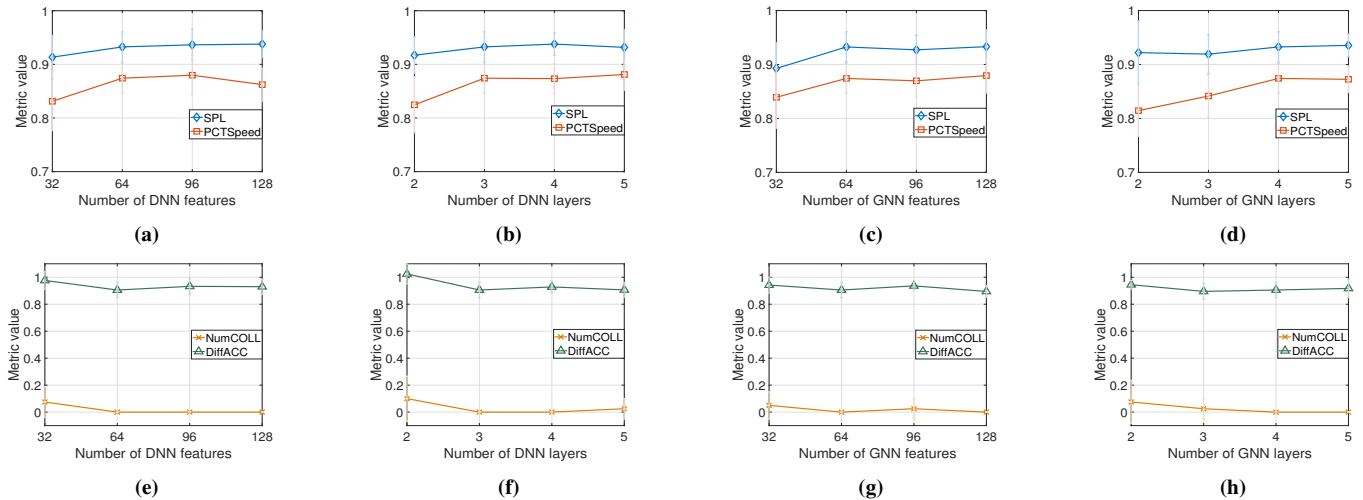 Metric value
1
0.9
0.8
0.7
SPL
PCTSpeed
32 64 96 128
Number of DNN features
(a)
Metric value
1
0.9
0.8
0.7
SPL
PCTSpeed
2 3 4 5
Number of DNN layers
(b)
Metric value
1
0.9
0.8
0.7
SPL
PCTSpeed
32 64 96 128
Number of GNN features
(c)
Metric value
1
0.9
0.8
0.7
SPL
PCTSpeed
2 3 4 5
Number of GNN layers
(d)
Metric value
1
0.8
0.6
0.4
0.2
0
NumCOLL
DiffACC
32 64 96 128
Number of DNN features
(e)
Metric value
1
0.8
0.6
0.4
0.2
0
NumCOLL
DiffACC
2 3 4 5
Number of DNN layers
(f)
Metric value
1
0.8
0.6
0.4
0.2
0
NumCOLL
DiffACC
32 64 96 128
Number of GNN features
(g)
Metric value
1
0.8
0.6
0.4
0.2
0
NumCOLL
DiffACC
2 3 4 5
Number of GNN layers
(h)